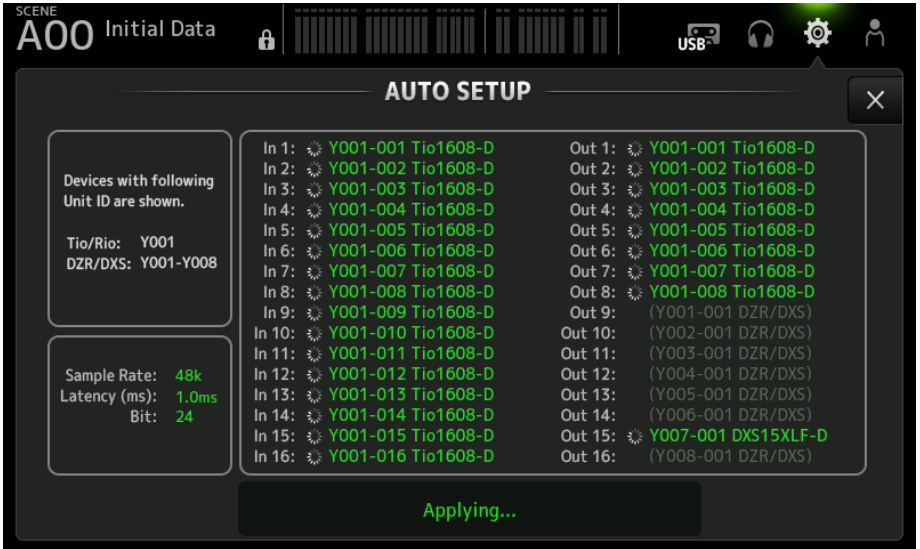 SCENE
A00 Initial Data
USB
AUTO SETUP
Devices with following
Unit ID are shown.
Tio/Rio: Y001
DZR/DXS: Y001-Y008
Sample Rate: 48k
Latency (ms): 1.0ms
Bit: 24
In 1: Y001-001 Tio1608-D
In 2: Y001-002 Tio1608-D
In 3: Y001-003 Tio1608-D
In 4: Y001-004 Tio1608-D
In 5: Y001-005 Tio1608-D
In 6: Y001-006 Tio1608-D
In 7: Y001-007 Tio1608-D
In 8: Y001-008 Tio1608-D
In 9: Y001-009 Tio1608-D
In 10: Y001-010 Tio1608-D
In 11: Y001-011 Tio1608-D
In 12: Y001-012 Tio1608-D
In 13: Y001-013 Tio1608-D
In 14: Y001-014 Tio1608-D
In 15: Y001-015 Tio1608-D
In 16: Y001-016 Tio1608-D
Out 1: Y001-001 Tio1608-D
Out 2: Y001-002 Tio1608-D
Out 3: Y001-003 Tio1608-D
Out 4: Y001-004 Tio1608-D
Out 5: Y001-005 Tio1608-D
Out 6: Y001-006 Tio1608-D
Out 7: Y001-007 Tio1608-D
Out 8: Y001-008 Tio1608-D
Out 9: (Y001-001 DZR/DXS)
Out 10: (Y002-001 DZR/DXS)
Out 11: (Y003-001 DZR/DXS)
Out 12: (Y004-001 DZR/DXS)
Out 13: (Y005-001 DZR/DXS)
Out 14: (Y006-001 DZR/DXS)
Out 15: Y007-001 DXS15XLF-D
Out 16: (Y008-001 DZR/DXS)
Applying...